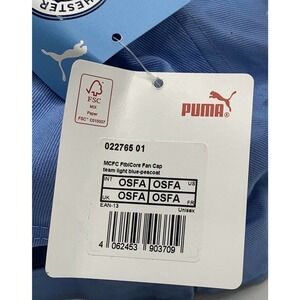 CHESTER
FSC
MIX
Paper
FSC® C019007
PUMA
022765 01
MCFC FtblCore Fan Cap
team light blue-peacoat
INT OSFA OSFA US
UK OSFA OSFA FR
EAN-13 Unisex
4 062453 903709